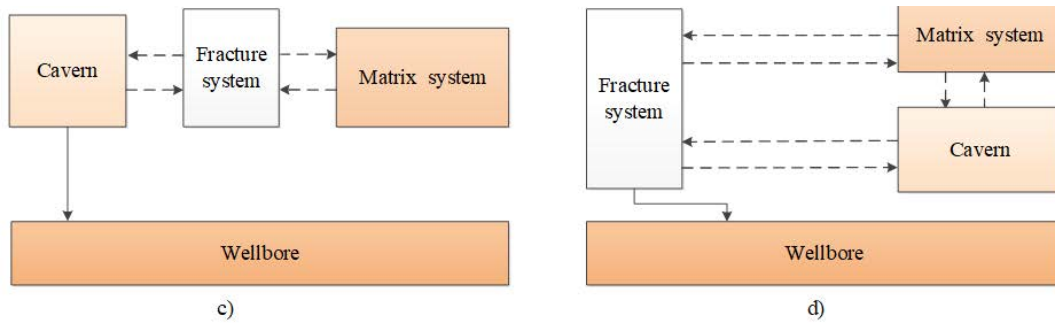 Cavern
Fracture
system
Matrix system
Wellbore
c)
Fracture
system
Matrix system
Cavern
Wellbore
d)